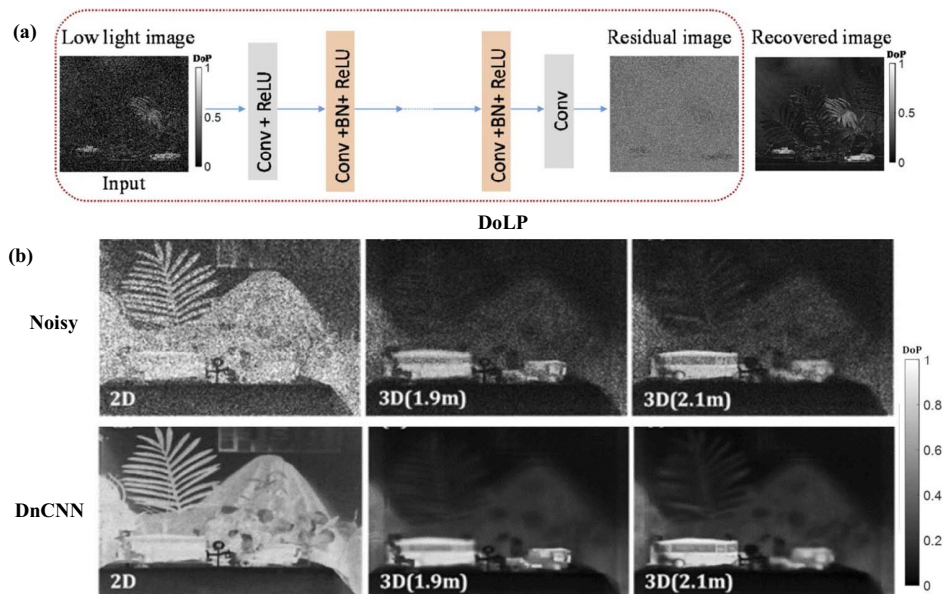 (a)
Low light image
Residual image
Recovered image
DoP
1
0.5
0
Input
Conv + ReLU
Conv +BN+ ReLU
Conv +BN+ ReLU
Conv
DoP
1
0.5
0
DoLP
(b)
Noisy
2D
3D(1.9m)
3D(2.1m)
DoP
1
0.8
0.6
0.4
0.2
0
DnCNN
2D
3D(1.9m)
3D(2.1m)